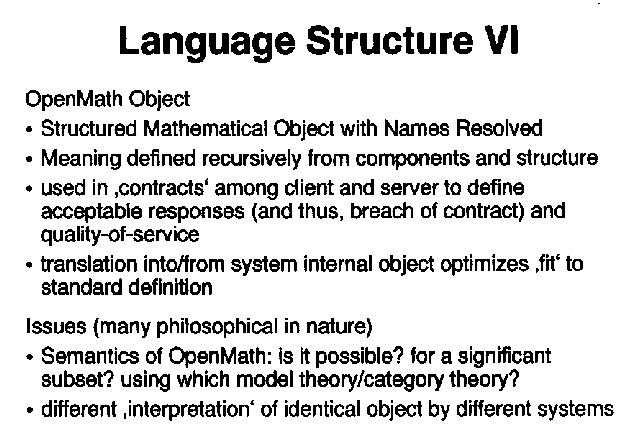 Language Structure VI
OpenMath Object
• Structured Mathematical Object with Names Resolved
• Meaning defined recursively from components and structure
• used in ‚contracts‘ among client and server to define
acceptable responses (and thus, breach of contract) and
quality-of-service
• translation into/from system internal object optimizes ‚fit‘ to
standard definition
Issues (many philosophical in nature)
• Semantics of OpenMath: is it possible? for a significant
subset? using which model theory/category theory?
• different ‚interpretation‘ of identical object by different systems